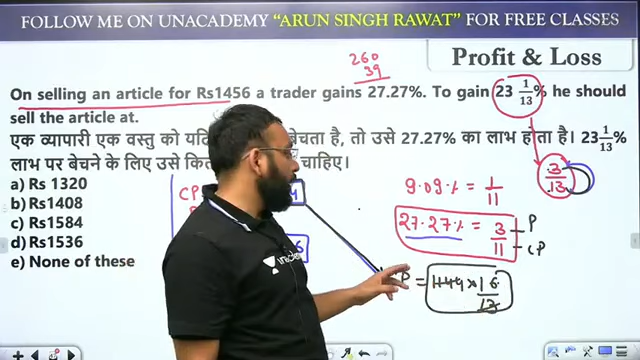 FOLLOW ME ON UNACADEMY “ARUN SINGH RAWAT” FOR FREE CLASSES
Profit & Loss
260
39
On selling an article for Rs1456 a trader gains 27.27%. To gain 23 1/13% he should
sell the article at.
एक व्यापारी एक वस्तु को यदि बेचता है, तो उसे 27.27% का लाभ होता है। 23 1/13%
लाभ पर बेचने के लिए उसे चाहिए।
3/13
a) Rs 1320
b) Rs1408
c) Rs1584
d) Rs1536
e) None of these
CP
9.09% = 1/11
27.27% = 3/11
P
CP
= 1144 × 16/13